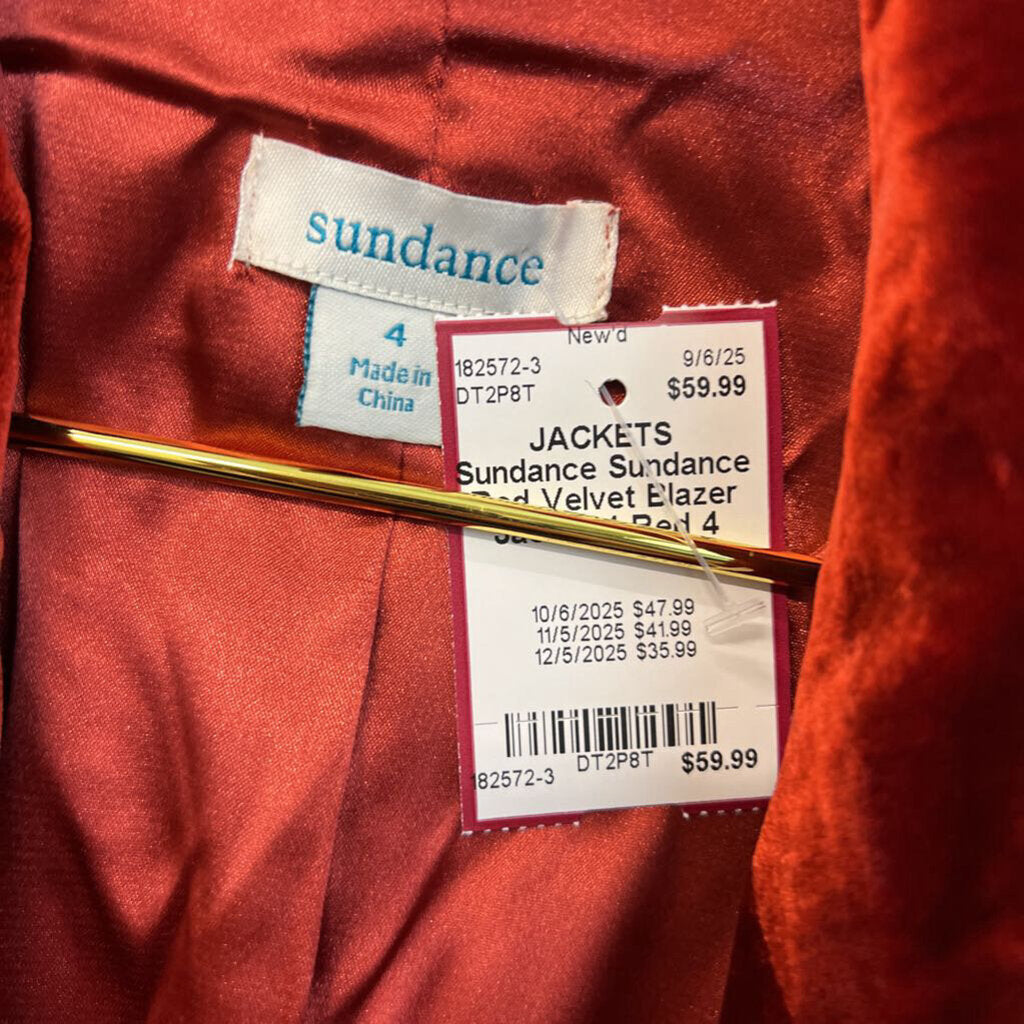 sundance
4
Made in
China
New'd
182572-3 9/6/25
DT2P8T $59.99
JACKETS
Sundance Sundance
Red Velvet Blazer
Red 4
10/6/2025 $47.99
11/5/2025 $41.99
12/5/2025 $35.99
DT2P8T $59.99
182572-3